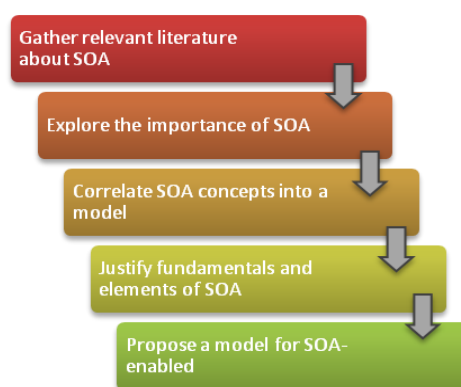 Gather relevant literature
about SOA
Explore the importance of SOA
Correlate SOA concepts into a
model
Justify fundamentals and
elements of SOA
Propose a model for SOA-
enabled